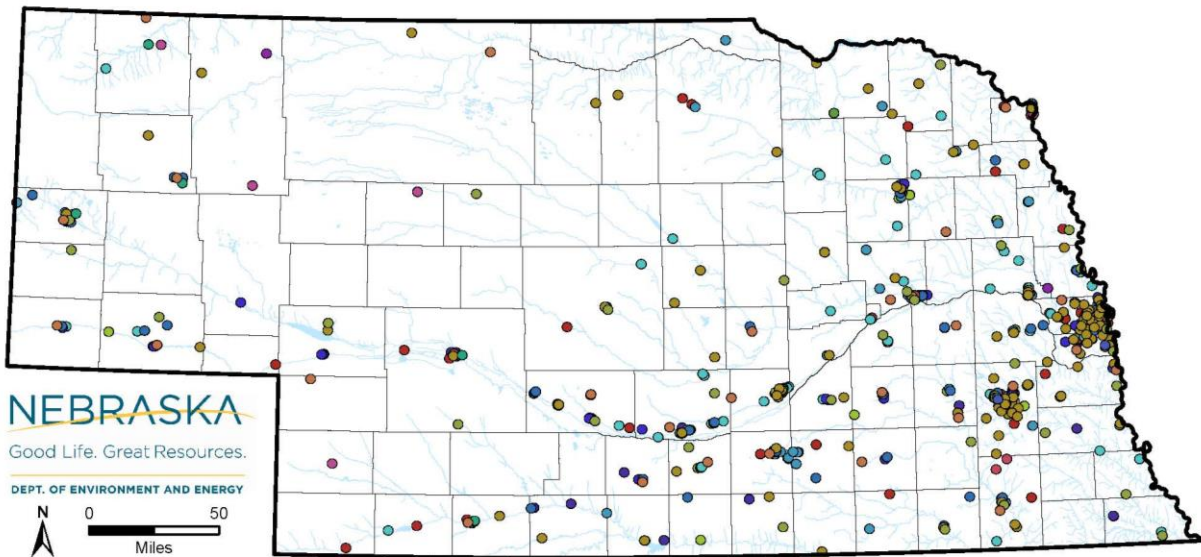 NEBRASKA
Good Life. Great Resources.
DEPT. OF ENVIRONMENT AND ENERGY
N
0 50
Miles